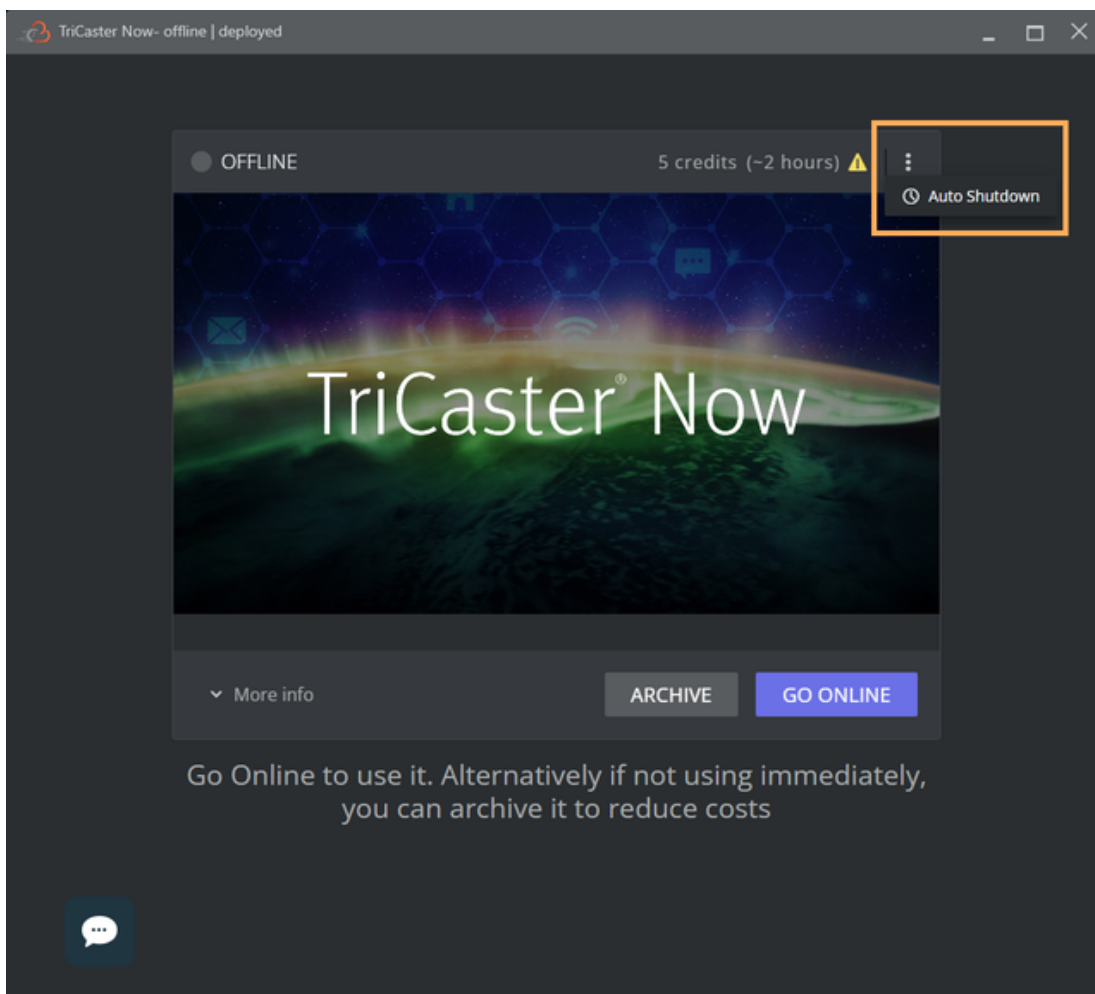 TriCaster Now- offline | deployed
OFFLINE
5 credits (~2 hours)
Auto Shutdown
TriCaster® Now
More info
ARCHIVE
GO ONLINE
Go Online to use it. Alternatively if not using immediately,
you can archive it to reduce costs